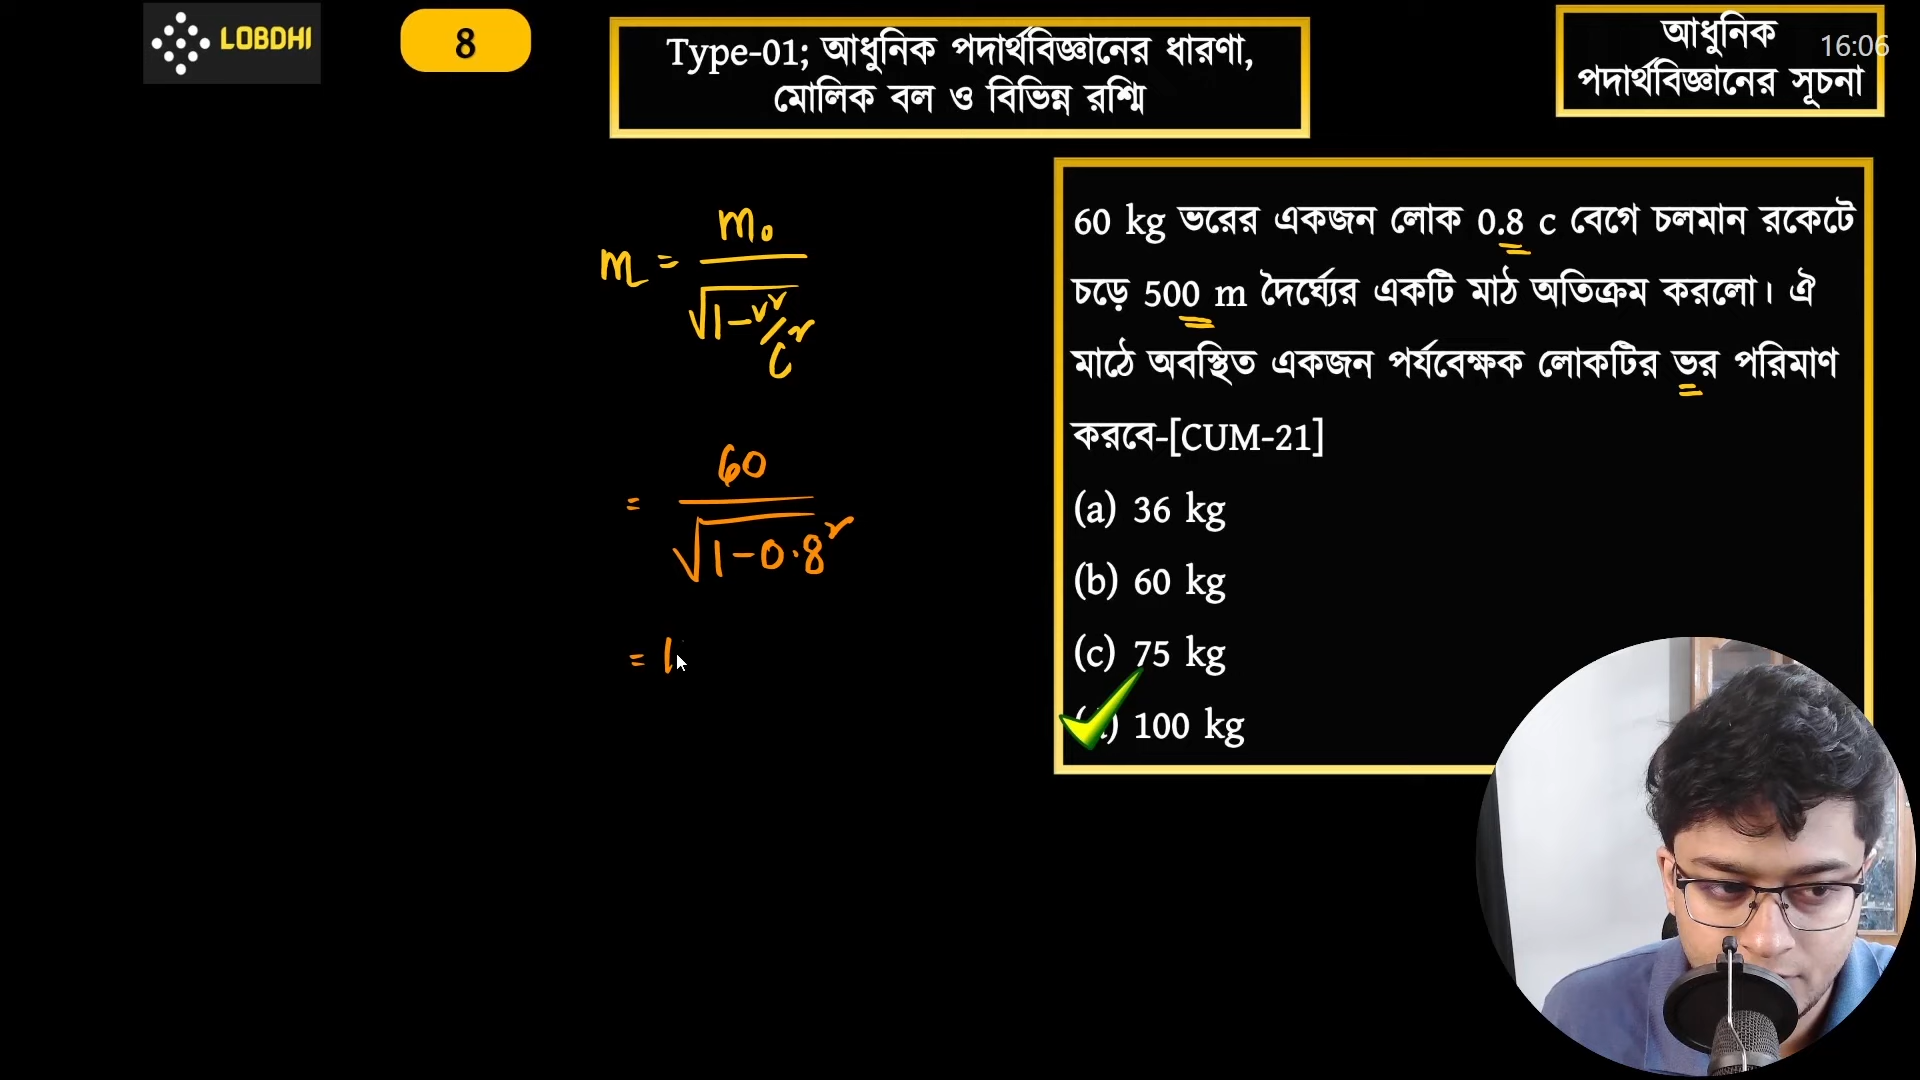 LOBDHI
8
Type-01; আধুনিক পদার্থবিজ্ঞানের ধারণা,
মৌলিক বল ও বিভিন্ন রশ্মি
আধুনিক
পদার্থবিজ্ঞানের সূচনা
16:06
m = m₀ / √1-v²/c²
= 60 / √1-0.8²
= 1
60 kg ভরের একজন লোক 0.8 c বেগে চলমান রকেটে
চড়ে 500 m দৈর্ঘ্যের একটি মাঠ অতিক্রম করলো। ঐ
মাঠে অবস্থিত একজন পর্যবেক্ষক লোকটির ভর পরিমাণ
করবে-[CUM-21]
(a) 36 kg
(b) 60 kg
(c) 75 kg
) 100 kg